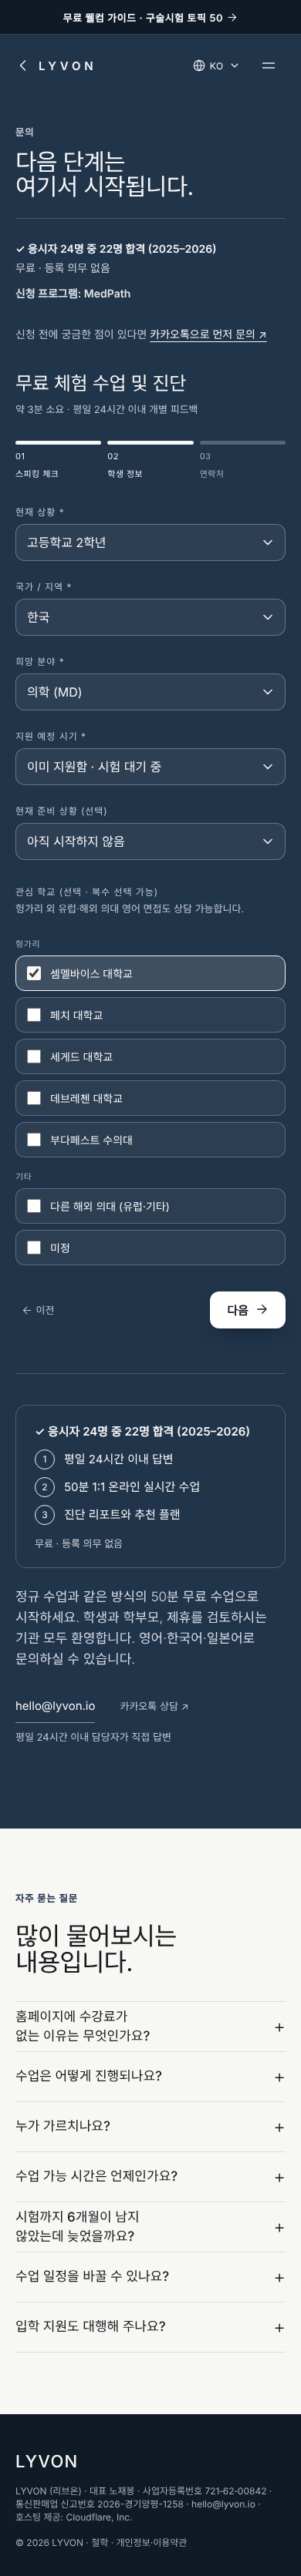 무료 웰컴 가이드 · 구술시험 토픽 50 →
LYVON
KO
문의
다음 단계는
여기서 시작됩니다.
✓ 응시자 24명 중 22명 합격 (2025–2026)
무료 · 등록 의무 없음
신청 프로그램: MedPath
신청 전에 궁금한 점이 있다면 카카오톡으로 먼저 문의 ↗
무료 체험 수업 및 진단
약 3분 소요 · 평일 24시간 이내 개별 피드백
01
스피킹 체크
02
학생 정보
03
연락처
현재 상황 *
고등학교 2학년
국가 / 지역 *
한국
희망 분야 *
의학 (MD)
지원 예정 시기 *
이미 지원함 · 시험 대기 중
현재 준비 상황 (선택)
아직 시작하지 않음
관심 학교 (선택 · 복수 선택 가능)
헝가리 외 유럽·해외 의대 영어 면접도 상담 가능합니다.
헝가리
셈멜바이스 대학교
페치 대학교
세게드 대학교
데브레첸 대학교
부다페스트 수의대
기타
다른 해외 의대 (유럽·기타)
미정
← 이전
다음 →
✓ 응시자 24명 중 22명 합격 (2025–2026)
1 평일 24시간 이내 답변
2 50분 1:1 온라인 실시간 수업
3 진단 리포트와 추천 플랜
무료 · 등록 의무 없음
정규 수업과 같은 방식의 50분 무료 수업으로
시작하세요. 학생과 학부모, 제휴를 검토하시는
기관 모두 환영합니다. 영어·한국어·일본어로
문의하실 수 있습니다.
hello@lyvon.io
카카오톡 상담 ↗
평일 24시간 이내 담당자가 직접 답변
자주 묻는 질문
많이 물어보시는
내용입니다.
홈페이지에 수강료가
없는 이유는 무엇인가요?
수업은 어떻게 진행되나요?
누가 가르치나요?
수업 가능 시간은 언제인가요?
시험까지 6개월이 남지
않았는데 늦었을까요?
수업 일정을 바꿀 수 있나요?
입학 지원도 대행해 주나요?
LYVON
LYVON (리브온) · 대표 노재봉 · 사업자등록번호 721-62-00842 ·
통신판매업 신고번호 2026-경기양평-1258 · hello@lyvon.io ·
호스팅 제공: Cloudflare, Inc.
© 2026 LYVON · 철학 · 개인정보·이용약관